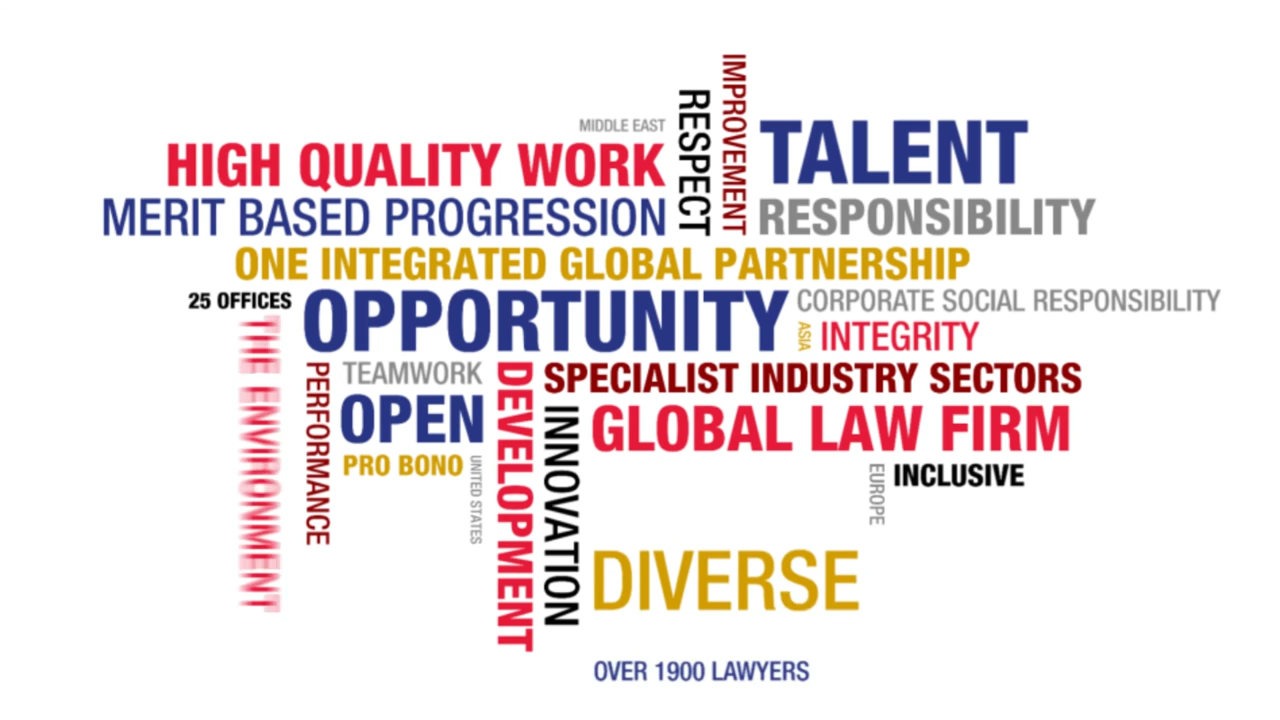 IMPROVEMENT
RESPECT
MIDDLE EAST
TALENT
HIGH QUALITY WORK
MERIT BASED PROGRESSION
RESPONSIBILITY
ONE INTEGRATED GLOBAL PARTNERSHIP
25 OFFICES
OPPORTUNITY
CORPORATE SOCIAL RESPONSIBILITY
ASIA
INTEGRITY
THE ENVIRONMENT
PERFORMANCE
TEAMWORK
DEVELOPMENT
SPECIALIST INDUSTRY SECTORS
OPEN
INNOVATION
GLOBAL LAW FIRM
PRO BONO
UNITED STATES
EUROPE
INCLUSIVE
DIVERSE
OVER 1900 LAWYERS